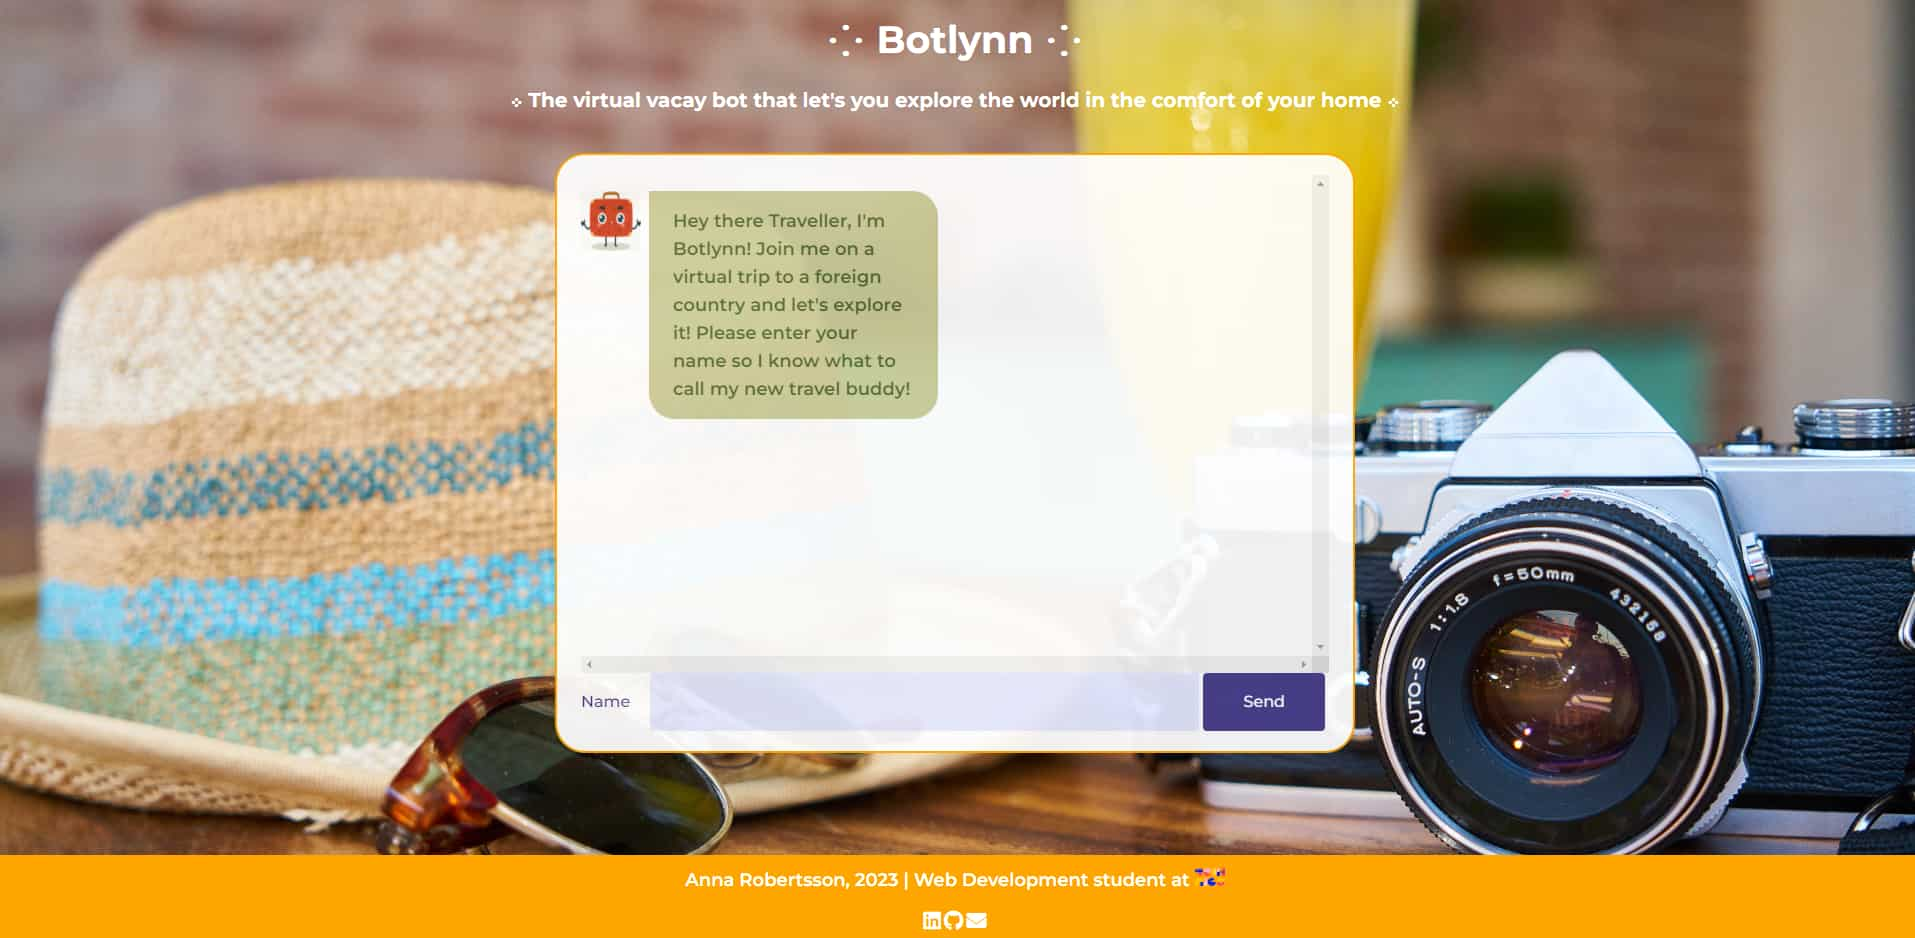 Botlynn
The virtual vacay bot that let's you explore the world in the comfort of your home
Hey there Traveller, I'm
Botlynn! Join me on a
virtual trip to a foreign
country and let's explore
it! Please enter your
name so I know what to
call my new travel buddy!
f=50mm
1:1.8
432168
AUTO-S
Name
Send
Anna Robertsson, 2023 | Web Development student at
in